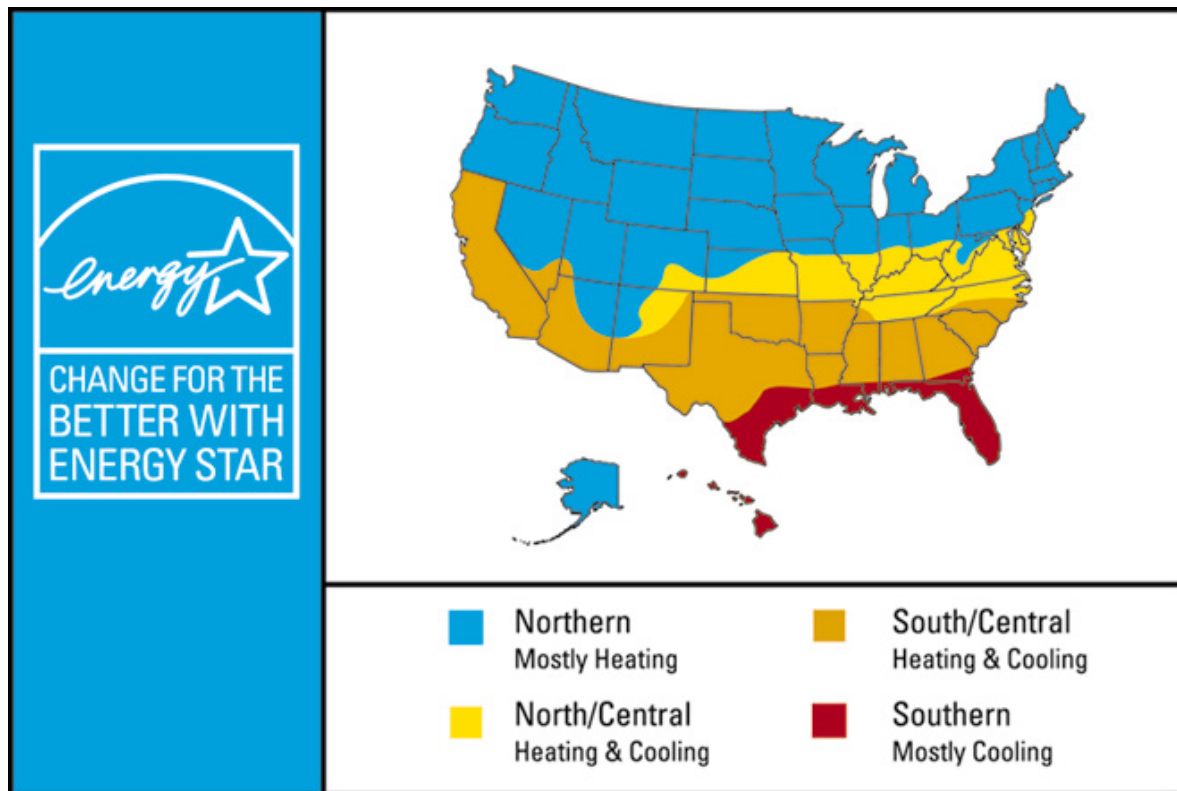 energy
CHANGE FOR THE
BETTER WITH
ENERGY STAR
Northern
Mostly Heating
North/Central
Heating & Cooling
South/Central
Heating & Cooling
Southern
Mostly Cooling